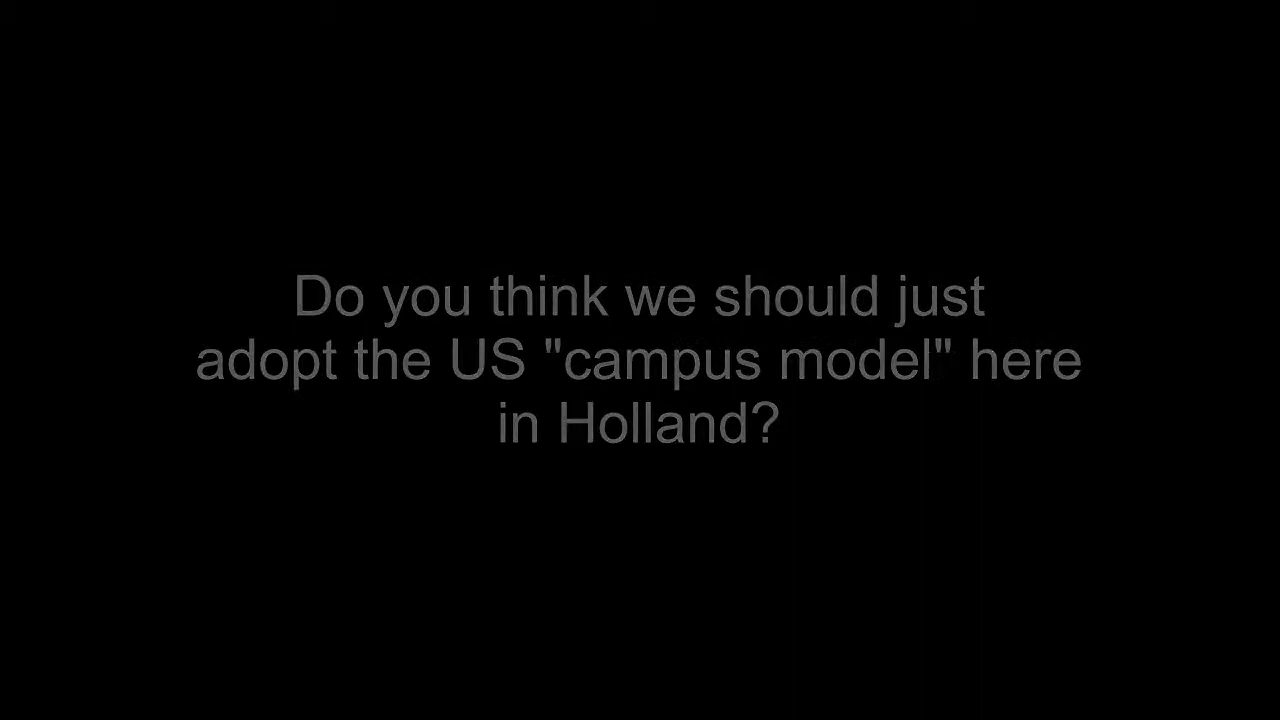 Do you think we should just
adopt the US "campus model" here
in Holland?